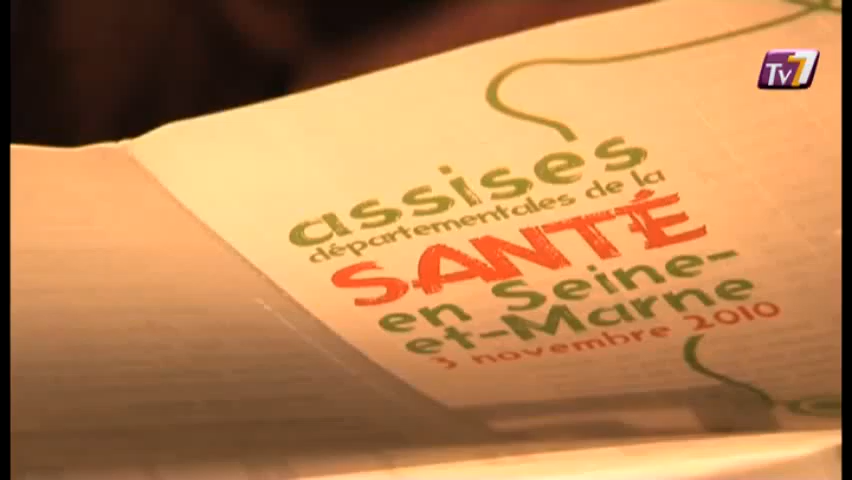 Tv7
assises
départementales de la
SANTÉ
en Seine-
et-Marne
3 novembre 2010